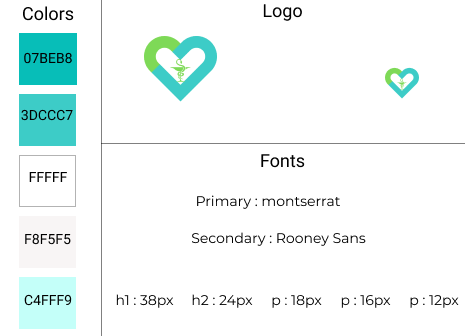 Colors
07BEB8
3DCCC7
FFFFF
F8F5F5
C4FFF9
Logo
Fonts
Primary : montserrat
Secondary : Rooney Sans
h1 : 38px h2 : 24px p : 18px p : 16px p : 12px